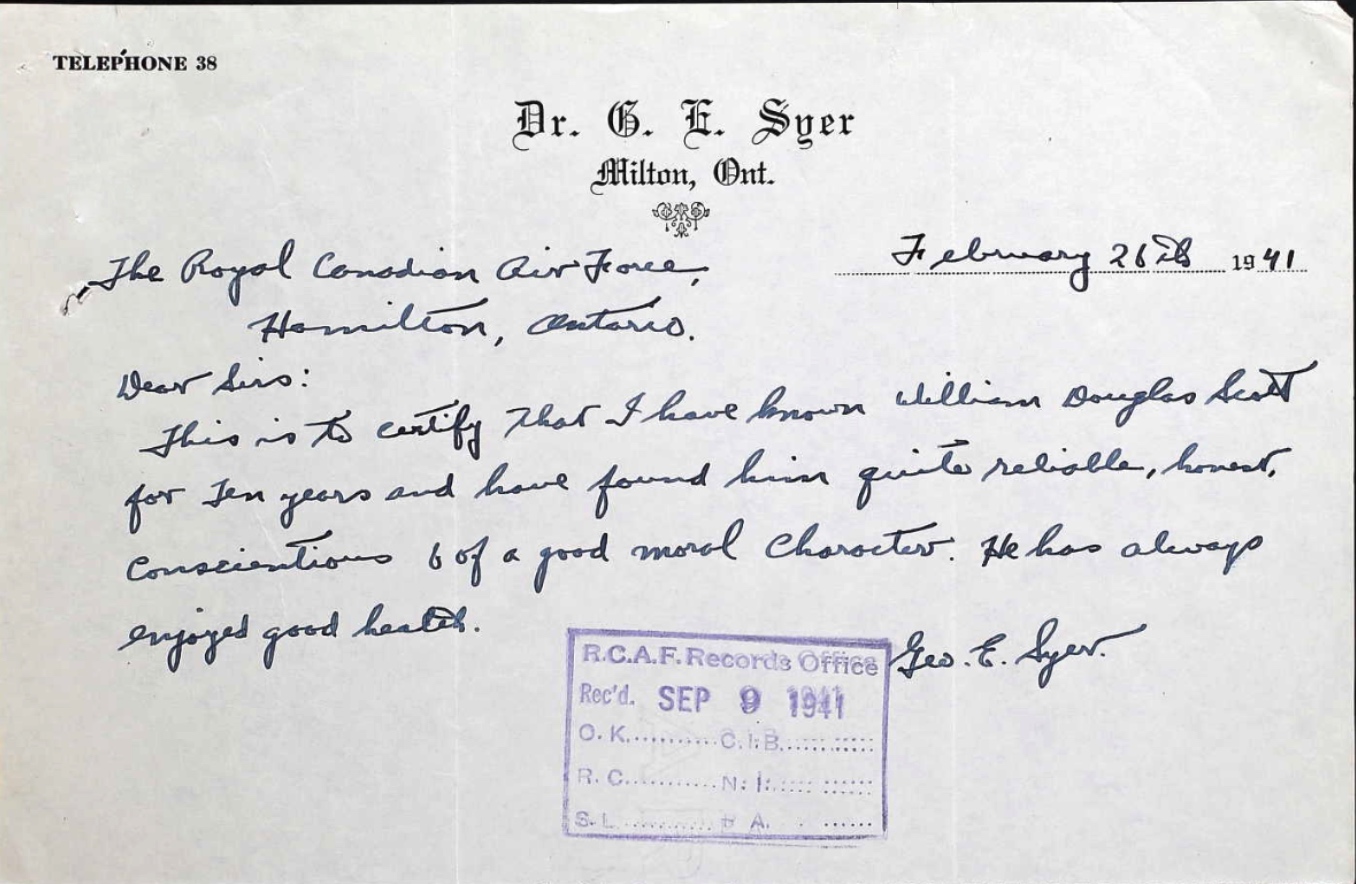 TELEPHONE 38
Dr. G. E. Syer
Milton, Ont.
February 26th 1941
The Royal Canadian Air Force,
Hamilton, Ontario.
Dear Sirs:
This is to certify that I have known William Douglas Scott
for ten years and have found him quite reliable, honest,
conscientious & of a good moral character. He has always
enjoyed good health.
Geo. E. Syer.
R.C.A.F. Records Office
Rec'd. SEP 9 1941
O. K. C. I. B.
R. C. N. I.
S. L. P A.